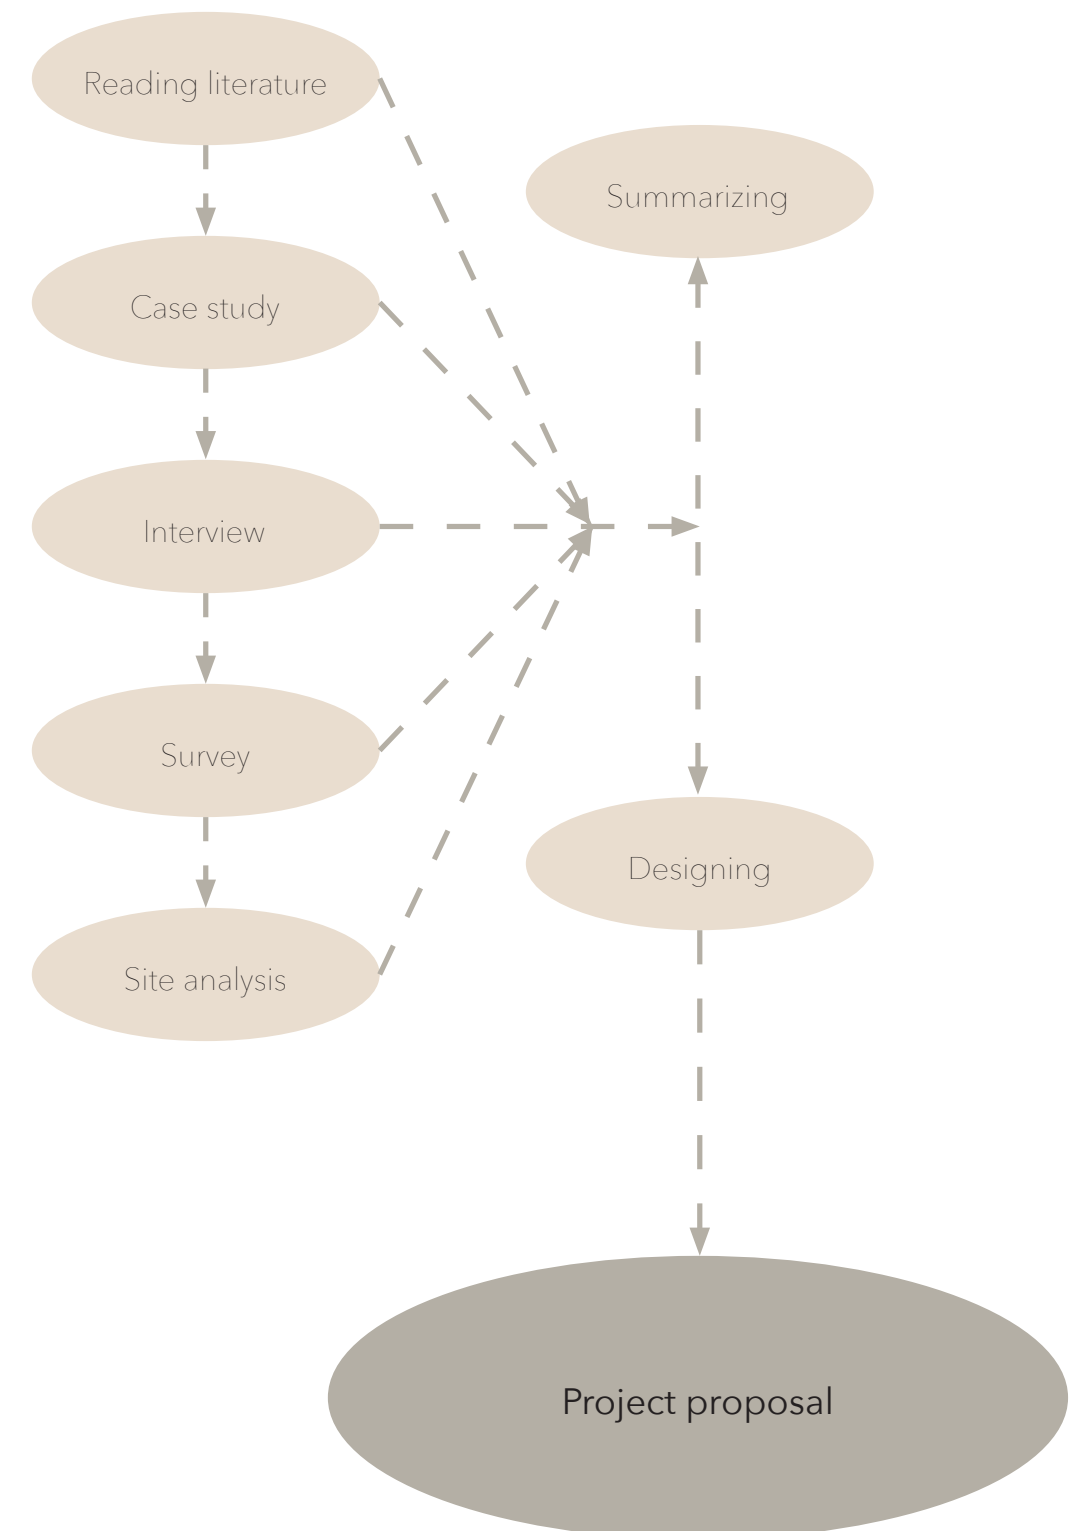 Reading literature
Case study
Interview
Survey
Site analysis
Summarizing
Designing
Project proposal